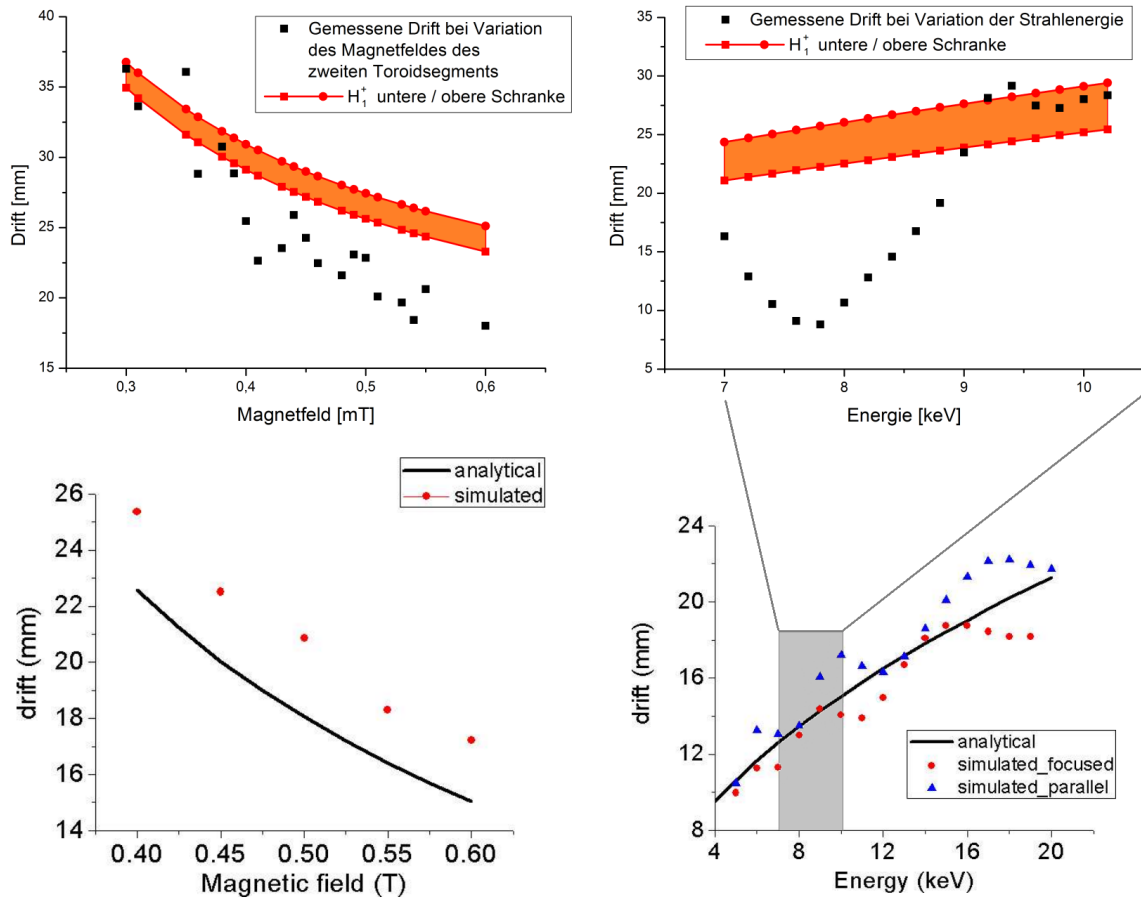 Gemessene Drift bei Variation
des Magnetfeldes des
zweiten Toroidsegments
H₁⁺ untere / obere Schranke
40
35
30
25
20
15
Drift [mm]
0,3
0,4
0,5
0,6
Magnetfeld [mT]
Gemessene Drift bei Variation der Strahlenergie
H₁⁺ untere / obere Schranke
35
30
25
20
15
10
5
Drift [mm]
7
8
9
10
Energie [keV]
analytical
simulated
26
24
22
20
18
16
14
drift (mm)
0.40
0.45
0.50
0.55
0.60
Magnetic field (T)
24
20
16
12
8
drift (mm)
analytical
simulated_focused
simulated_parallel
4
8
12
16
20
Energy (keV)